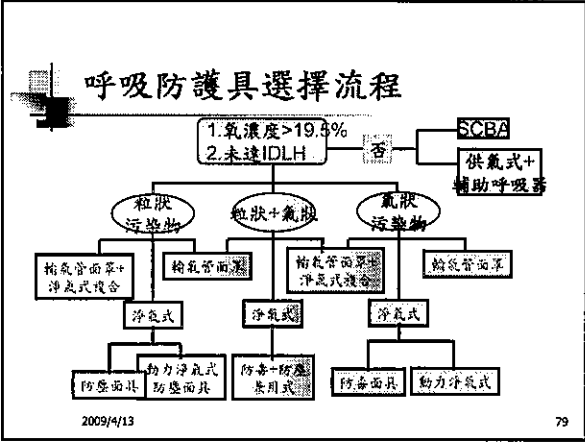 呼吸防護具選擇流程
1.氧濃度>19.5%
2.未達IDLH
否
SCBA
供氣式+
輔助呼吸器
粒狀
污染物
粒狀+氣狀
氣狀
污染物
輸氣管面罩+
淨氣式複合
輸氣管面罩
輸氣管面罩+
淨氣式複合
輸氣管面罩
淨氣式
淨氣式
淨氣式
防塵面具
動力淨氣式
防塵面具
防毒+防塵
兼用式
防毒面具
動力淨氣式
2009/4/13
79